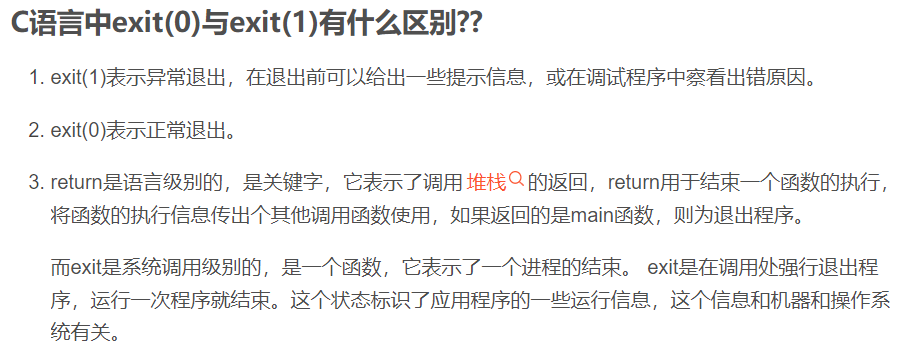 C语言中exit(0)与exit(1)有什么区别??
1. exit(1)表示异常退出，在退出前可以给出一些提示信息，或在调试程序中察看出错原因。
2. exit(0)表示正常退出。
3. return是语言级别的，是关键字，它表示了调用堆栈的返回，return用于结束一个函数的执行，
将函数的执行信息传出个其他调用函数使用，如果返回的是main函数，则为退出程序。
而exit是系统调用级别的，是一个函数，它表示了一个进程的结束。 exit是在调用处强行退出程
序，运行一次程序就结束。这个状态标识了应用程序的一些运行信息，这个信息和机器和操作系
统有关。